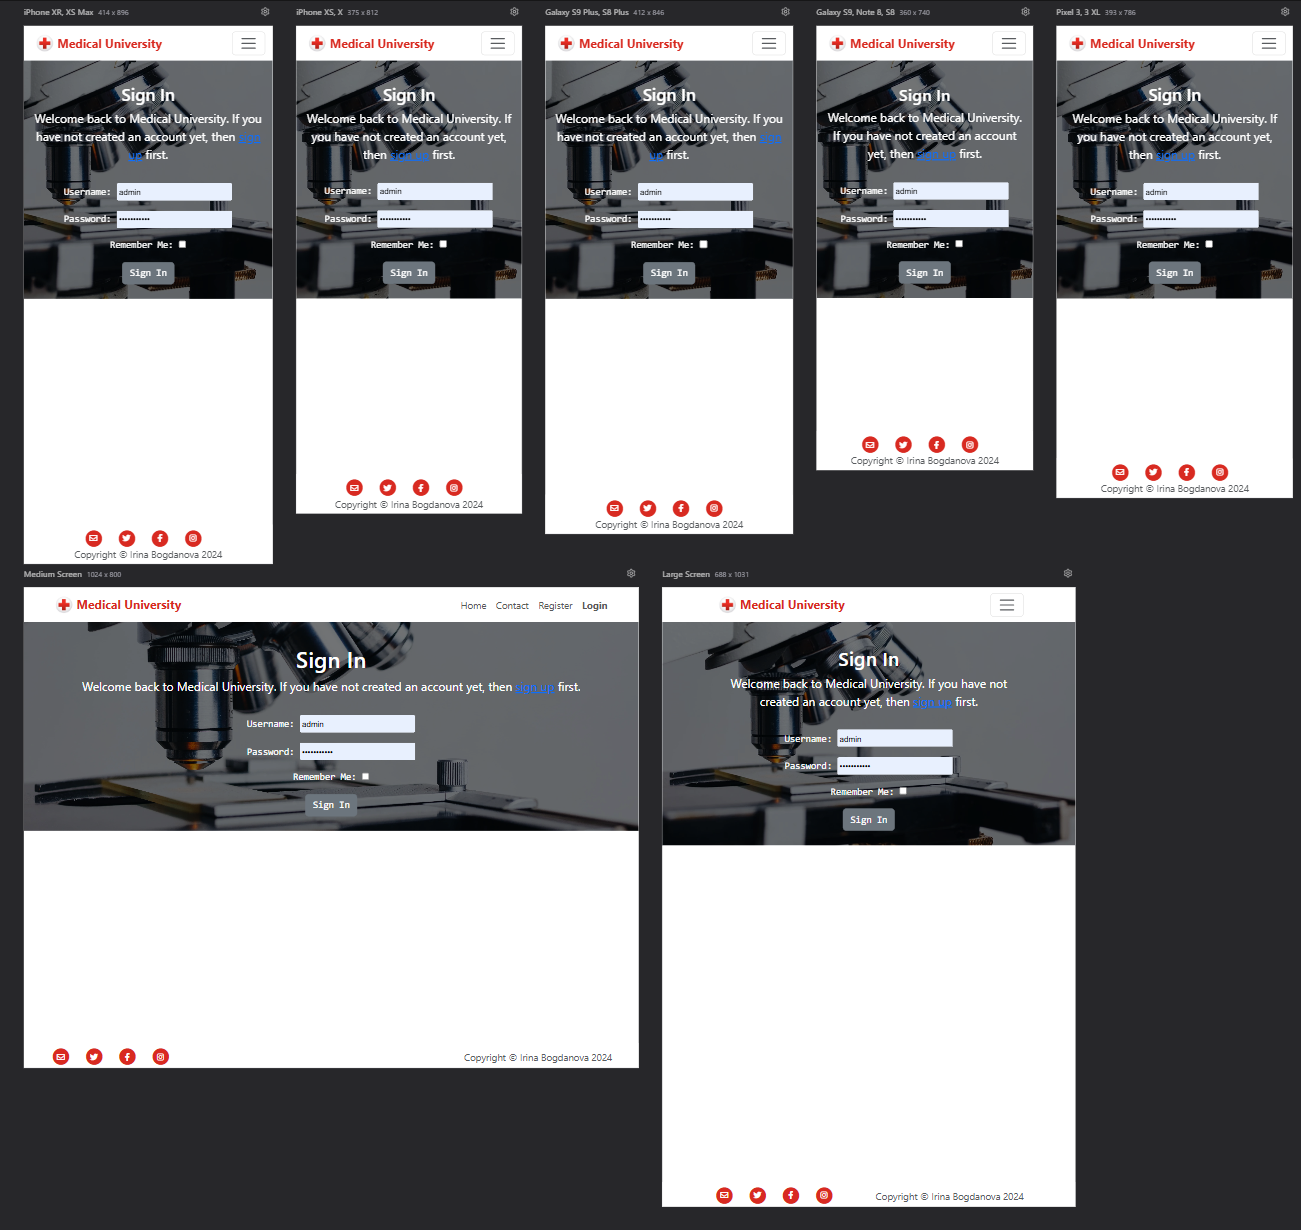 iPhone XR, XS Max 414 x 896
Medical University
Sign In
Welcome back to Medical University. If you
have not created an account yet, then sign
up first.
Username: admin
Password: •••••••••••
Remember Me:
Sign In
Copyright © Irina Bogdanova 2024
iPhone XS, X 375 x 812
Medical University
Sign In
Welcome back to Medical University. If
you have not created an account yet,
then sign up first.
Username: admin
Password: •••••••••••
Remember Me:
Sign In
Copyright © Irina Bogdanova 2024
Galaxy S9 Plus, S8 Plus 412 x 846
Medical University
Sign In
Welcome back to Medical University. If you
have not created an account yet, then sign
up first.
Username: admin
Password: •••••••••••
Remember Me:
Sign In
Copyright © Irina Bogdanova 2024
Galaxy S9, Note 8, S8 360 x 740
Medical University
Sign In
Welcome back to Medical University.
If you have not created an account
yet, then sign up first.
Username: admin
Password: •••••••••••
Remember Me:
Sign In
Copyright © Irina Bogdanova 2024
Pixel 3, 3 XL 393 x 786
Medical University
Sign In
Welcome back to Medical University. If
you have not created an account yet,
then sign up first.
Username: admin
Password: •••••••••••
Remember Me:
Sign In
Copyright © Irina Bogdanova 2024
Medium Screen 1024 x 800
Medical University
Home Contact Register Login
Sign In
Welcome back to Medical University. If you have not created an account yet, then sign up first.
Username: admin
Password: •••••••••••
Remember Me:
Sign In
Copyright © Irina Bogdanova 2024
Large Screen 688 x 1031
Medical University
Sign In
Welcome back to Medical University. If you have not
created an account yet, then sign up first.
Username: admin
Password: •••••••••••
Remember Me:
Sign In
Copyright © Irina Bogdanova 2024